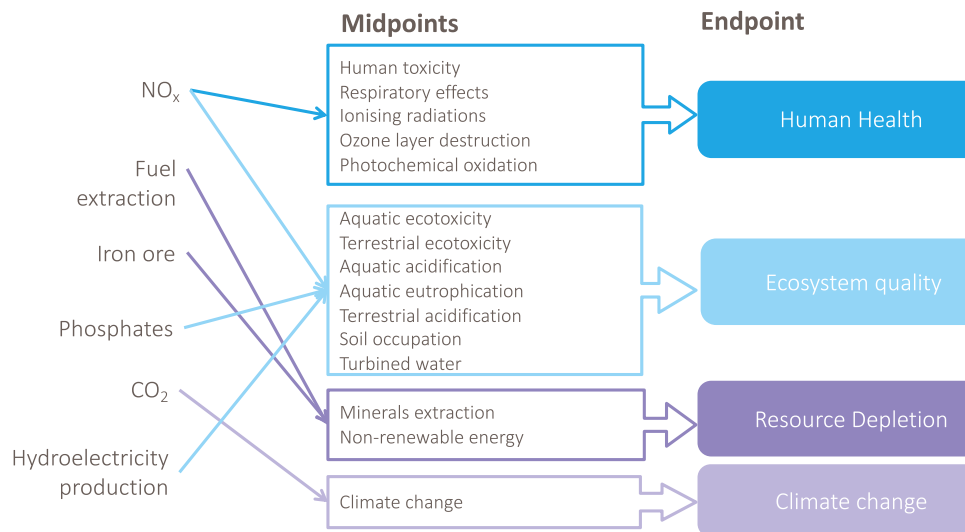 Midpoints
Endpoint
NOx
Fuel
extraction
Iron ore
Phosphates
CO2
Hydroelectricity
production
Human toxicity
Respiratory effects
Ionising radiations
Ozone layer destruction
Photochemical oxidation
Aquatic ecotoxicity
Terrestrial ecotoxicity
Aquatic acidification
Aquatic eutrophication
Terrestrial acidification
Soil occupation
Turbined water
Minerals extraction
Non-renewable energy
Climate change
Human Health
Ecosystem quality
Resource Depletion
Climate change